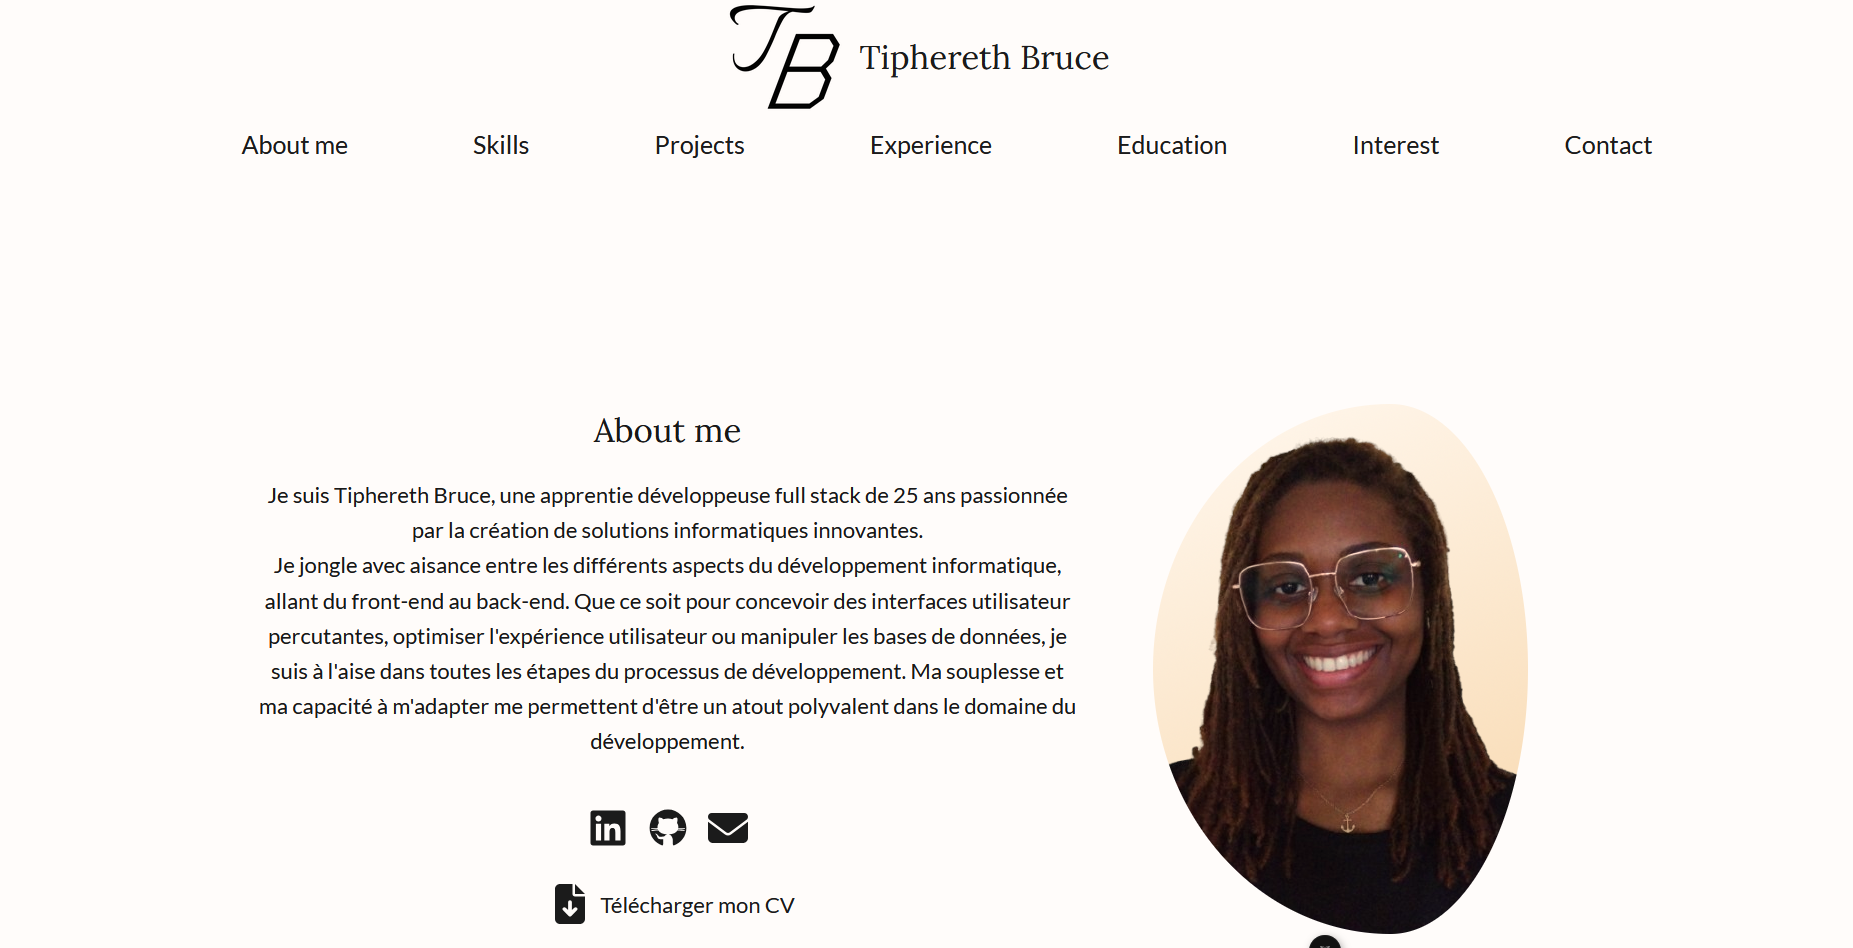 TB
Tiphereth Bruce
About me Skills Projects Experience Education Interest Contact
About me
Je suis Tiphereth Bruce, une apprentie développeuse full stack de 25 ans passionnée
par la création de solutions informatiques innovantes.
Je jongle avec aisance entre les différents aspects du développement informatique,
allant du front-end au back-end. Que ce soit pour concevoir des interfaces utilisateur
percutantes, optimiser l'expérience utilisateur ou manipuler les bases de données, je
suis à l'aise dans toutes les étapes du processus de développement. Ma souplesse et
ma capacité à m'adapter me permettent d'être un atout polyvalent dans le domaine du
développement.
in
Télécharger mon CV